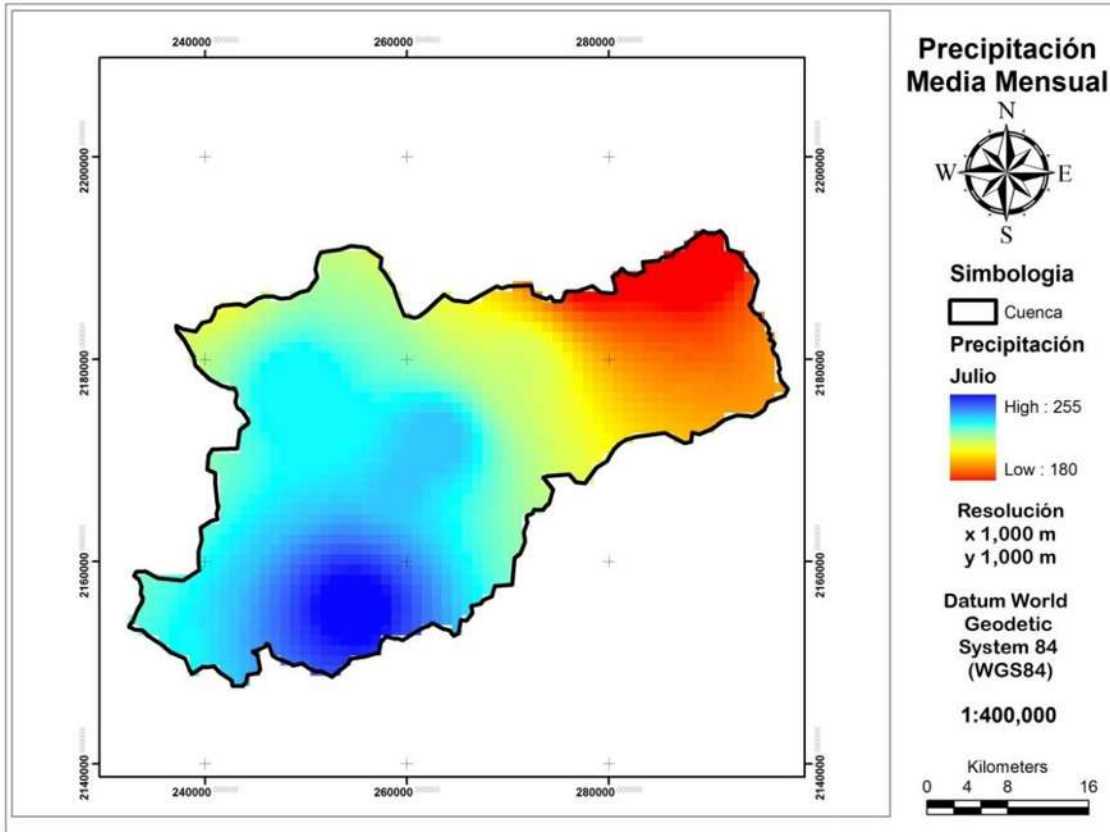 Precipitación
Media Mensual
N
W E
S
Simbologia
Cuenca
Precipitación
Julio
High : 255
Low : 180
Resolución
x 1,000 m
y 1,000 m
Datum World
Geodetic
System 84
(WGS84)
1:400,000
Kilometers
0 4 8 16
240000 260000 280000
2200000 2200000
2180000 2180000
2160000 2160000
2140000 2140000
240000 260000 280000